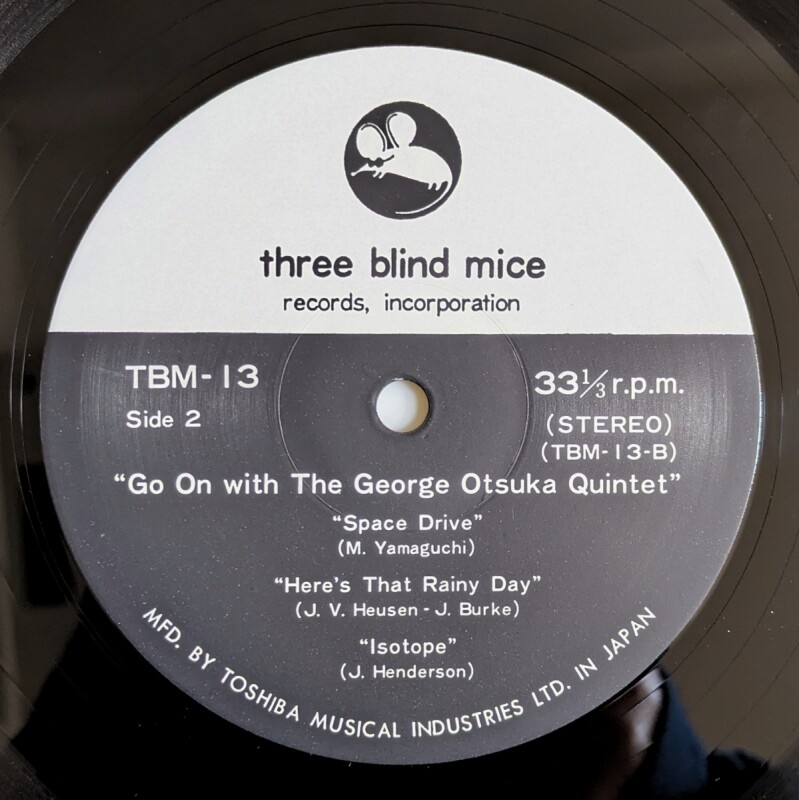 three blind mice
records, incorporation
TBM-13
33⅓ r.p.m.
Side 2
(STEREO)
(TBM-13-B)
“Go On with The George Otsuka Quintet”
“Space Drive”
(M. Yamaguchi)
“Here's That Rainy Day”
(J. V. Heusen - J. Burke)
“Isotope”
(J. Henderson)
MFD. BY TOSHIBA MUSICAL INDUSTRIES LTD. IN JAPAN